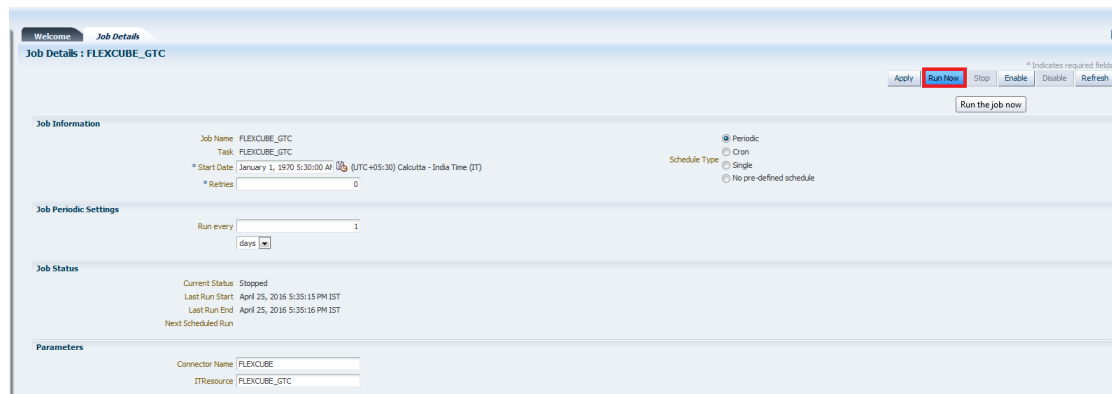 Welcome Job Details
Job Details : FLEXCUBE_GTC
* Indicates required fields
Apply Run Now Stop Enable Disable Refresh
Run the job now
Job Information
Job Name FLEXCUBE_GTC
Task FLEXCUBE_GTC
* Start Date January 1, 1970 5:30:00 AM (UTC+05:30) Calcutta - India Time (IT)
* Retries 0
Schedule Type
Periodic
Cron
Single
No pre-defined schedule
Job Periodic Settings
Run every 1
days
Job Status
Current Status Stopped
Last Run Start April 25, 2016 5:35:15 PM IST
Last Run End April 25, 2016 5:35:16 PM IST
Next Scheduled Run
Parameters
Connector Name FLEXCUBE
ITResource FLEXCUBE_GTC